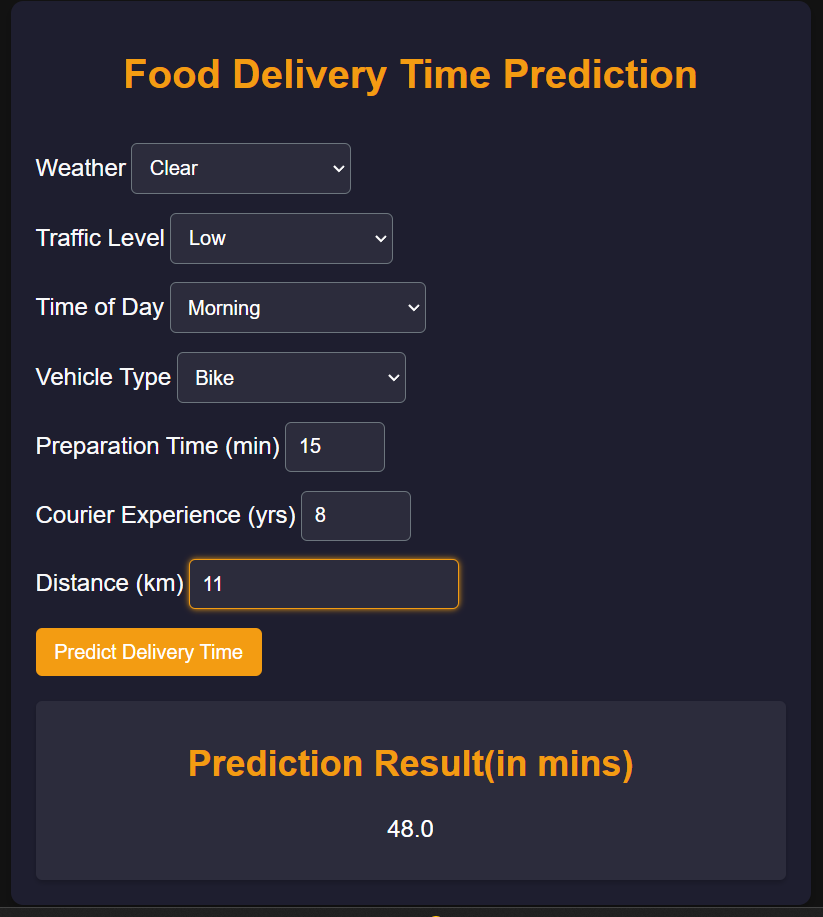 Food Delivery Time Prediction
Weather Clear
Traffic Level Low
Time of Day Morning
Vehicle Type Bike
Preparation Time (min) 15
Courier Experience (yrs) 8
Distance (km) 11
Predict Delivery Time
Prediction Result(in mins)
48.0